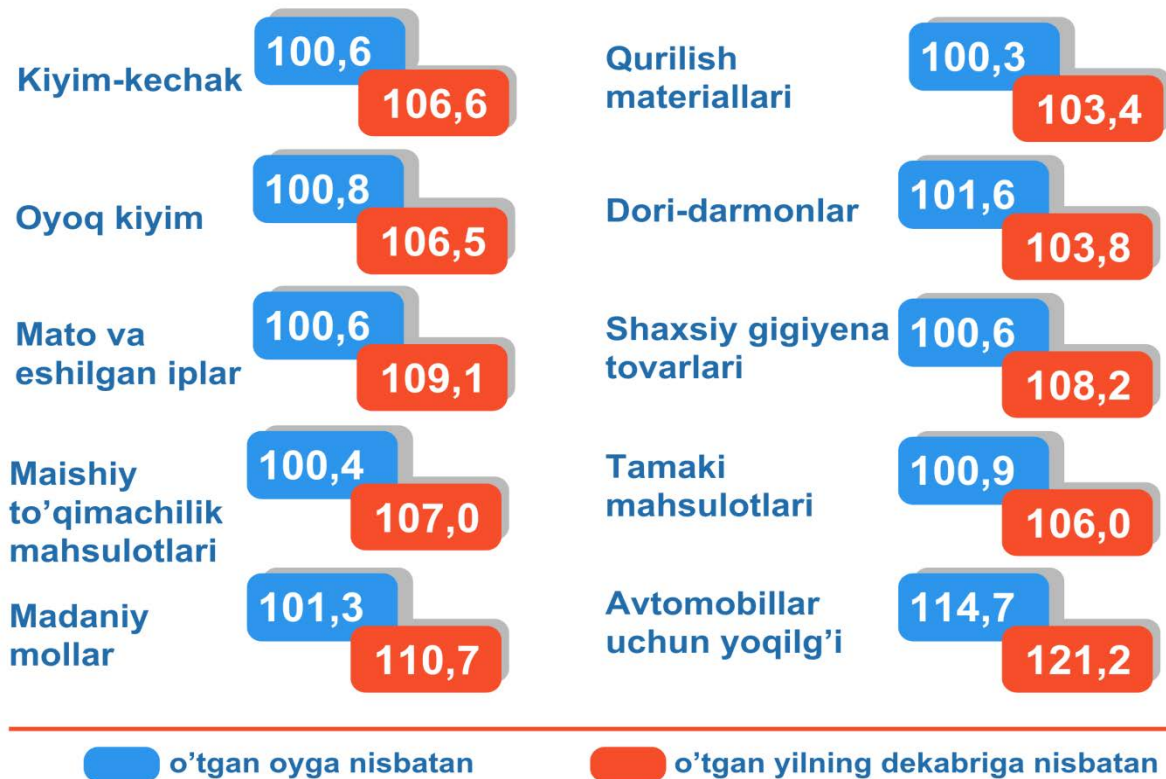 Kiyim-kechak
100,6
106,6
Oyoq kiyim
100,8
106,5
Mato va
eshilgan iplar
100,6
109,1
Maishiy
to’qimachilik
mahsulotlari
100,4
107,0
Madaniy
mollar
101,3
110,7
Qurilish
materiallari
100,3
103,4
Dori-darmonlar
101,6
103,8
Shaxsiy gigiyena
tovarlari
100,6
108,2
Tamaki
mahsulotlari
100,9
106,0
Avtomobillar
uchun yoqilg’i
114,7
121,2
o’tgan oyga nisbatan
o’tgan yilning dekabriga nisbatan